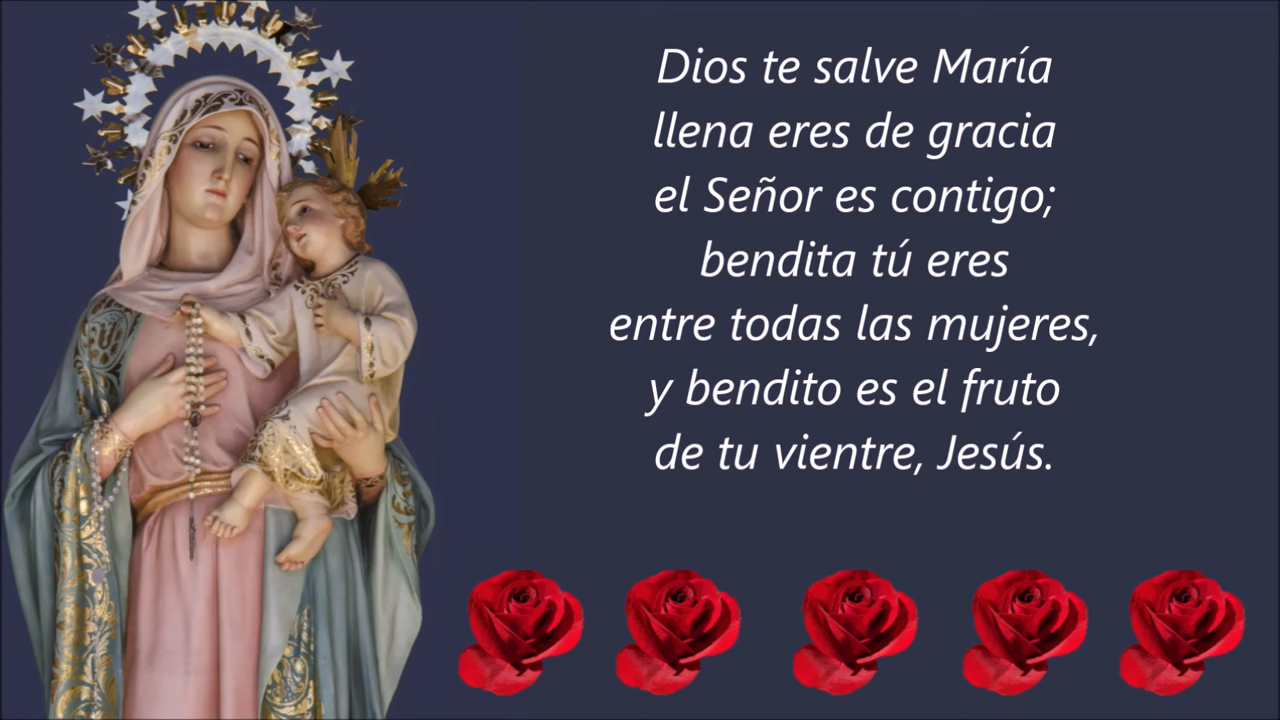 Dios te salve María
llena eres de gracia
el Señor es contigo;
bendita tú eres
entre todas las mujeres,
y bendito es el fruto
de tu vientre, Jesús.